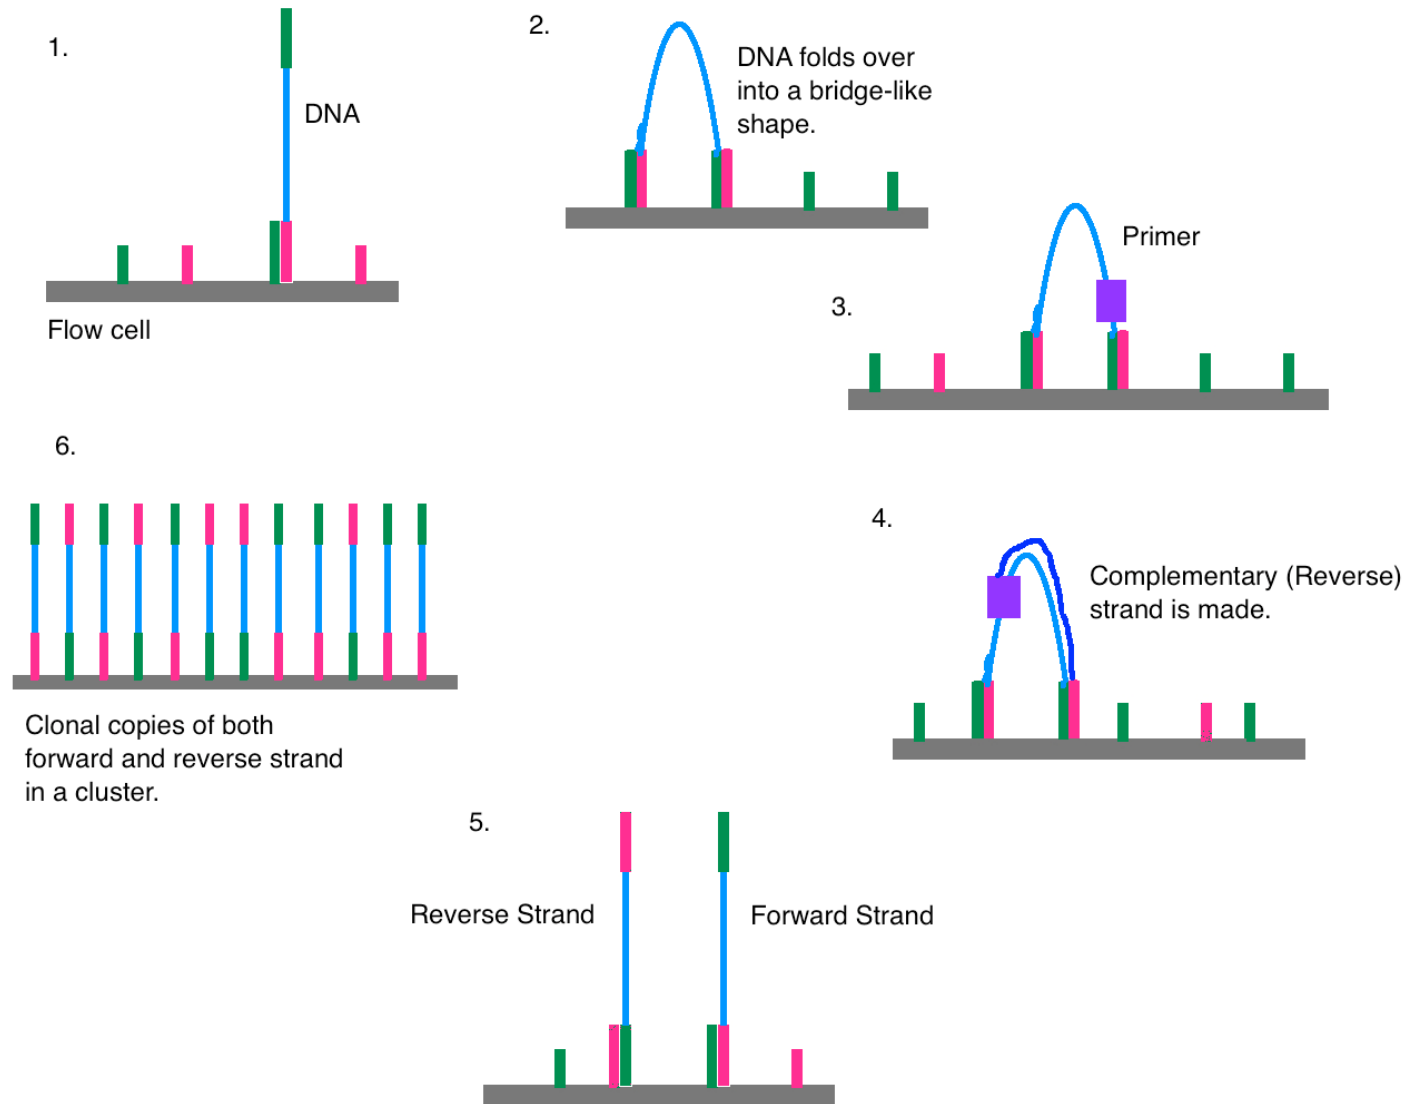 1.
DNA
Flow cell
2.
DNA folds over
into a bridge-like
shape.
3.
Primer
4.
Complementary (Reverse)
strand is made.
5.
Reverse Strand
Forward Strand
6.
Clonal copies of both
forward and reverse strand
in a cluster.